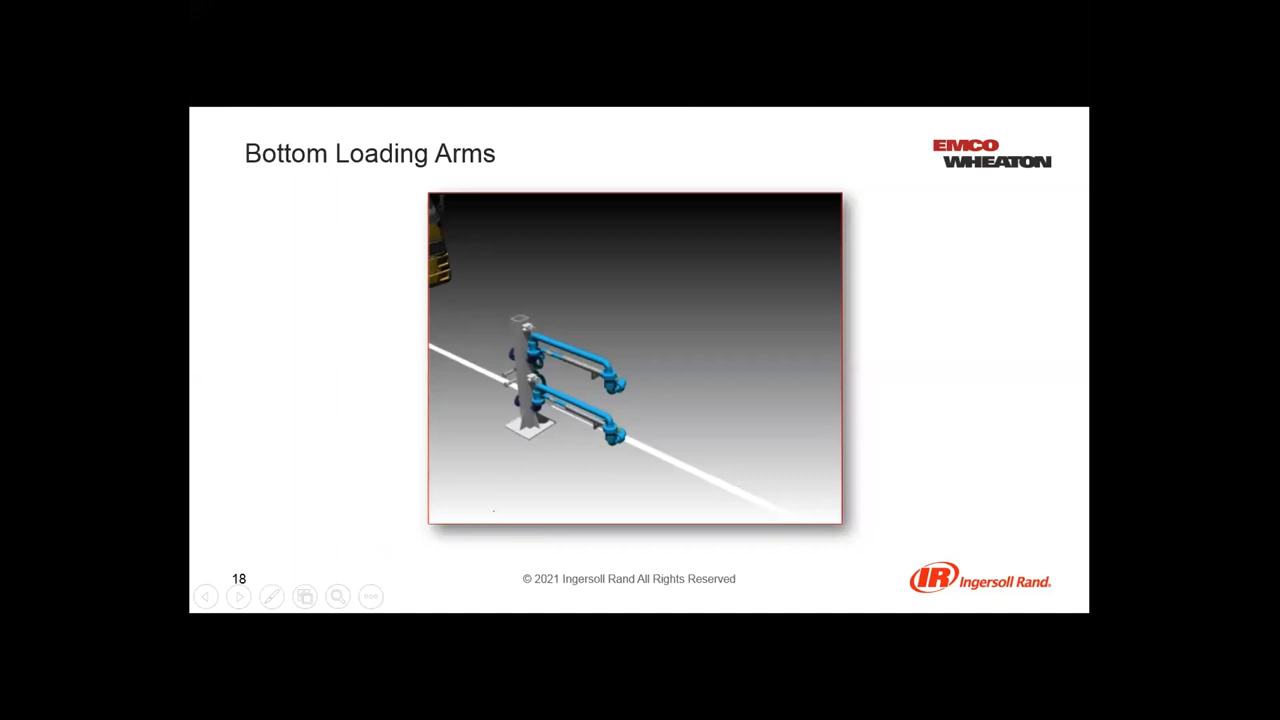 Bottom Loading Arms
EMCO
WHEATON
18
© 2021 Ingersoll Rand All Rights Reserved
IR Ingersoll Rand.